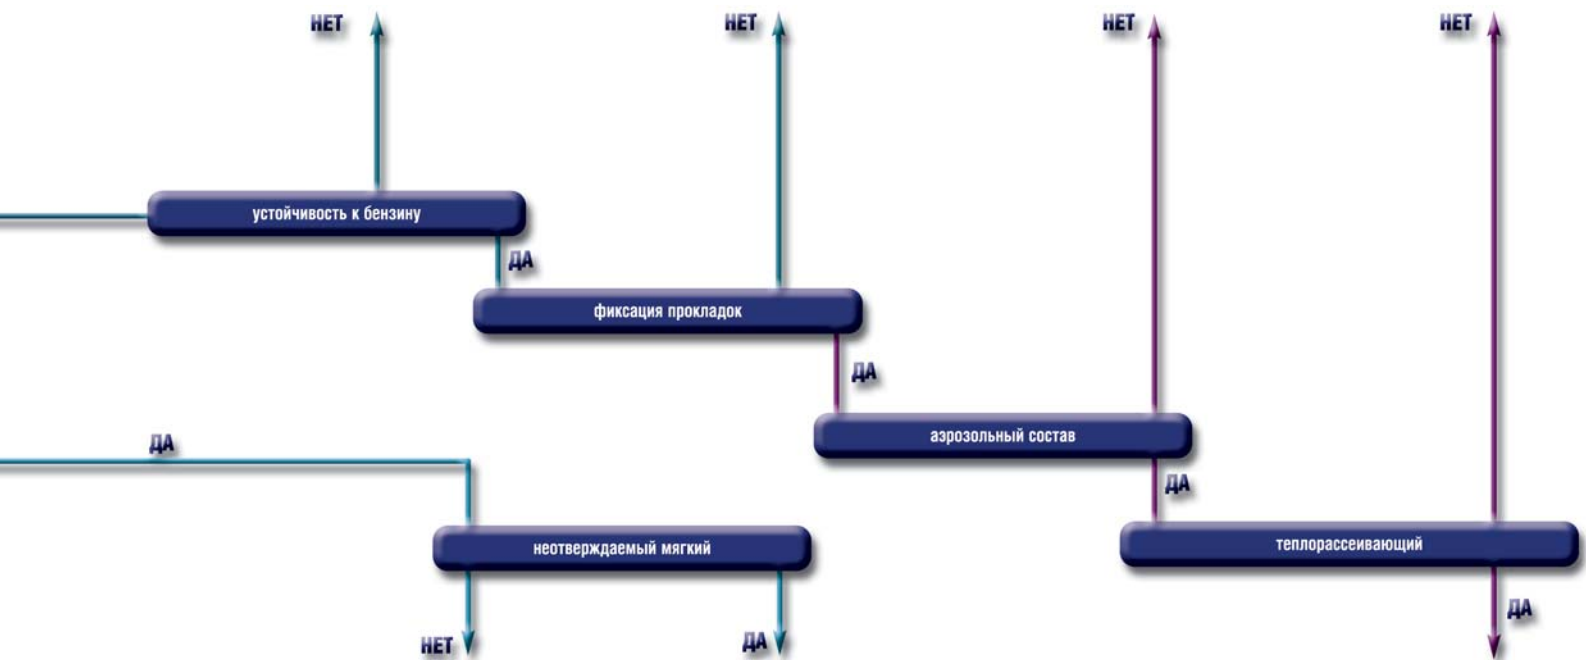 НЕТ
НЕТ
НЕТ
НЕТ
устойчивость к бензину
ДА
фиксация прокладок
ДА
аэрозольный состав
ДА
ДА
неотверждаемый мягкий
теплорассеивающий
ДА
НЕТ
ДА